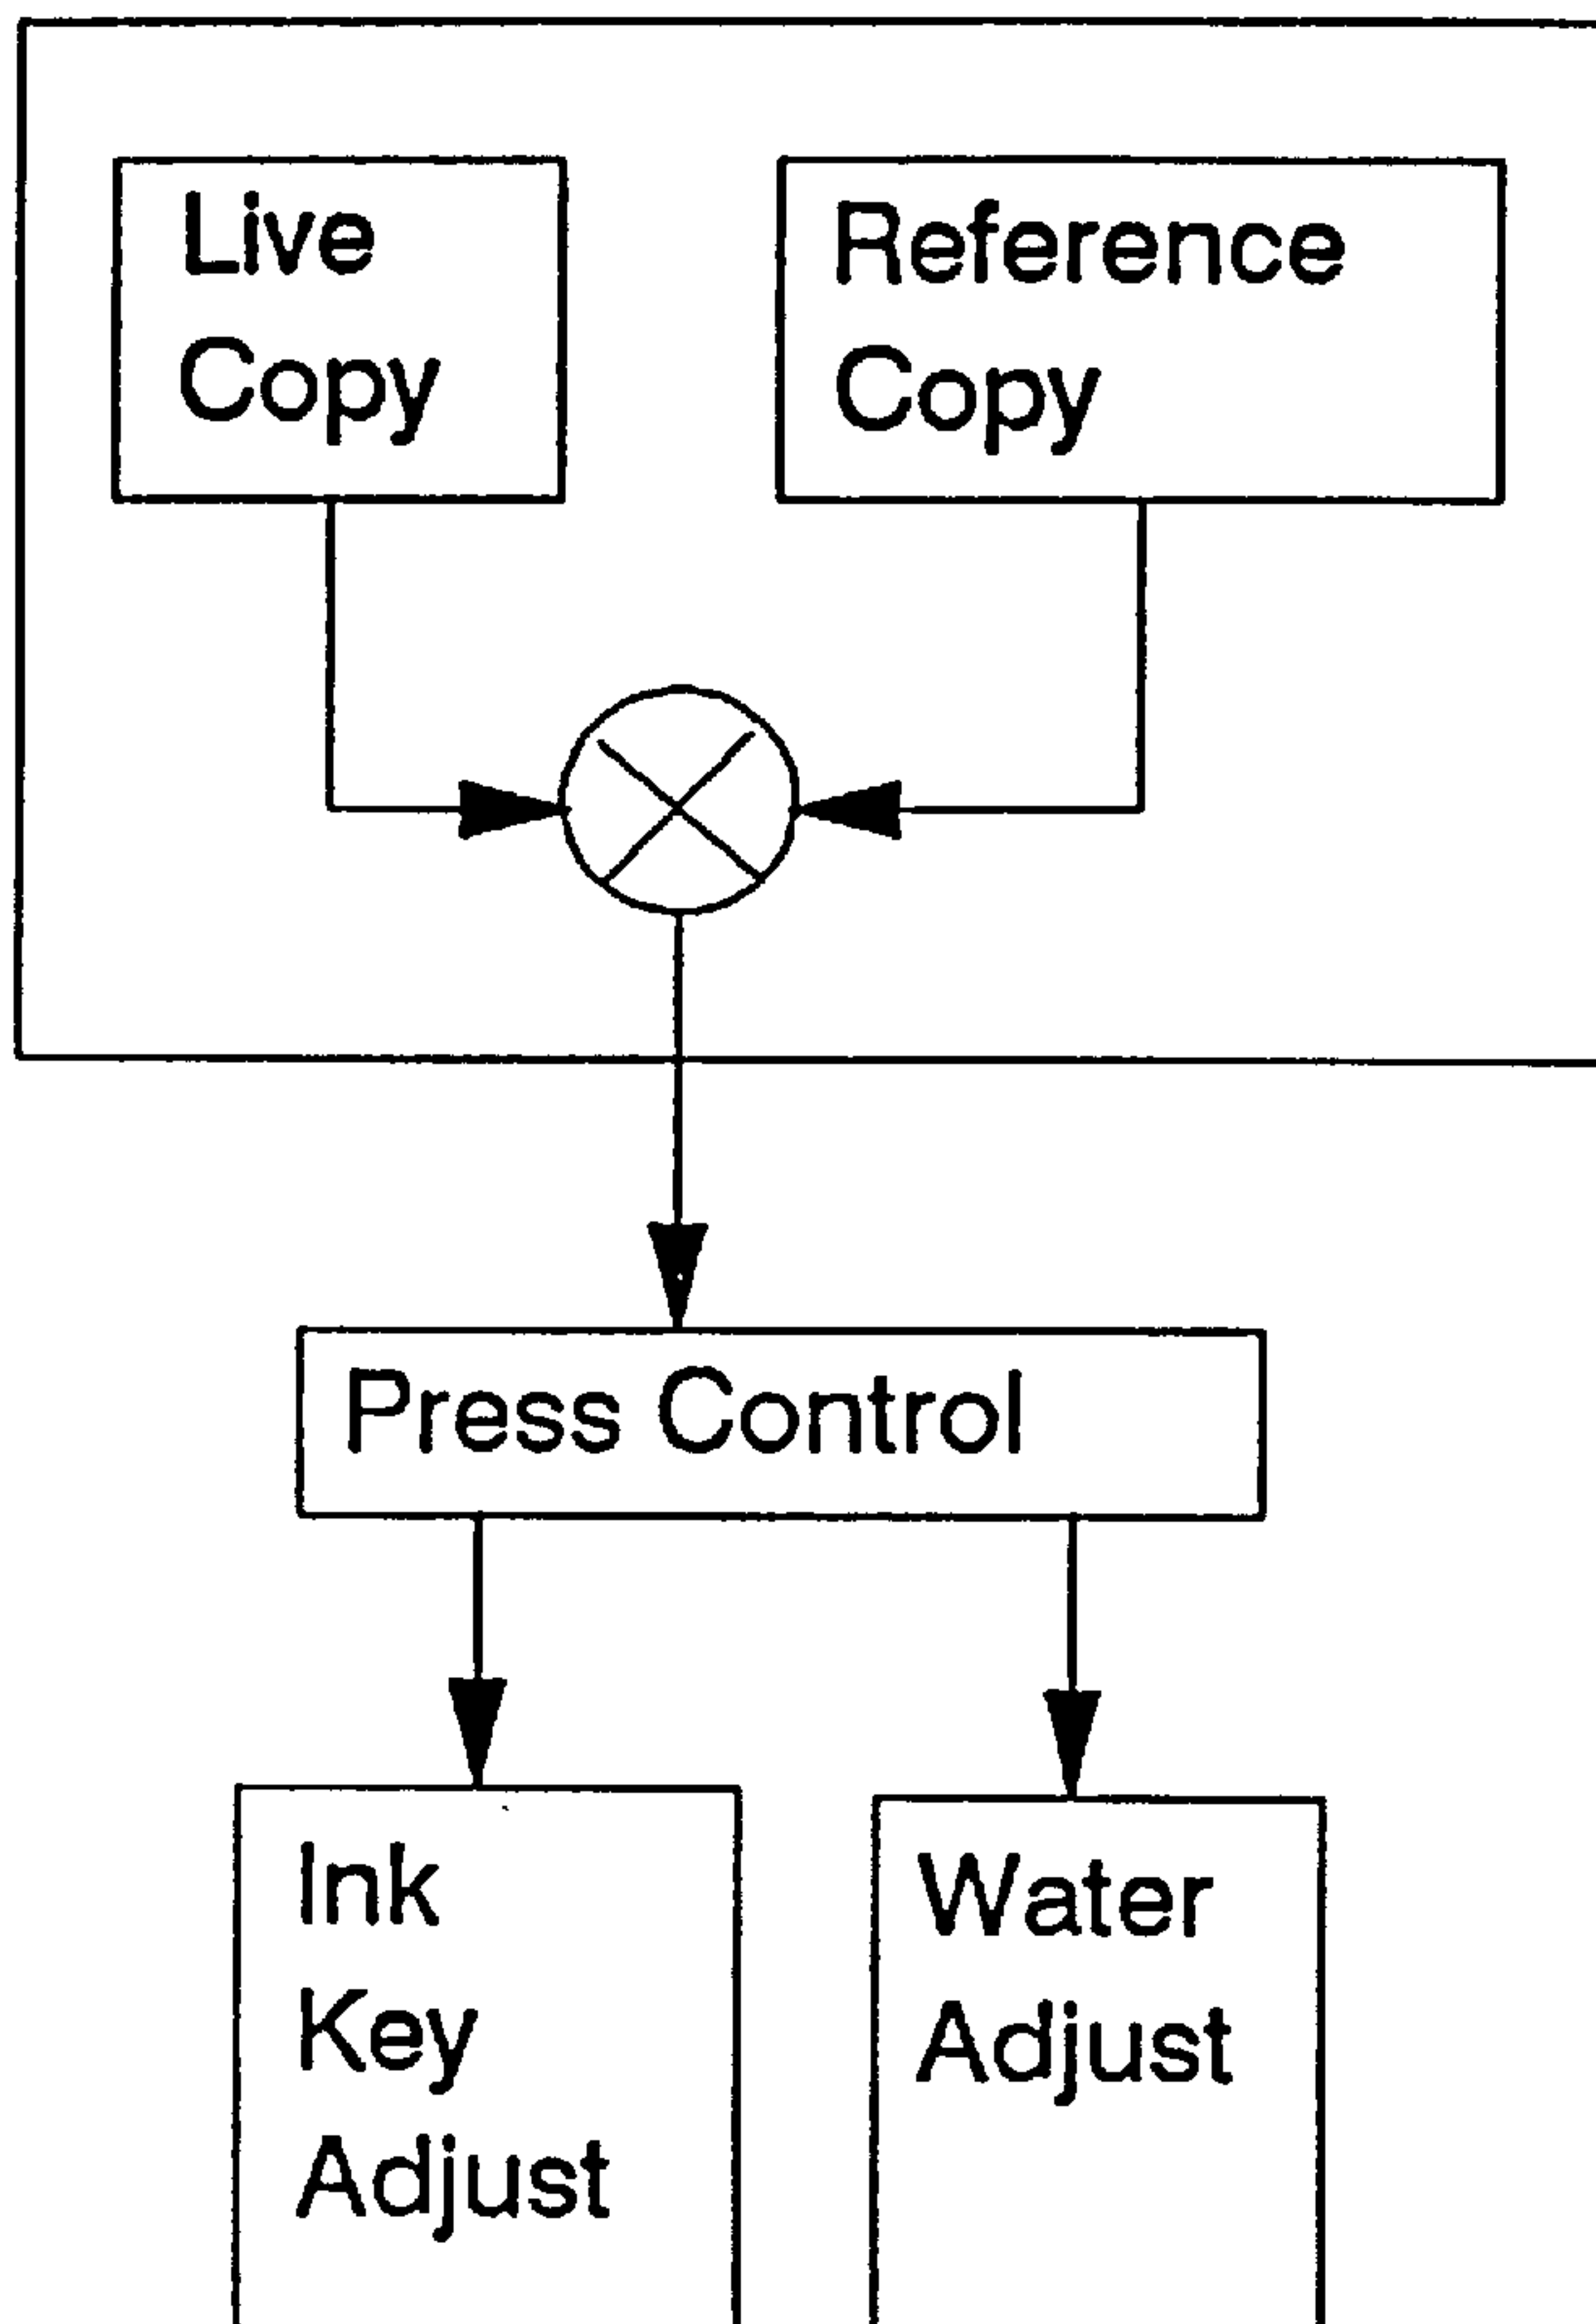 Live
Copy
Reference
Copy
Press Control
Ink
Key
Adjust
Water
Adjust